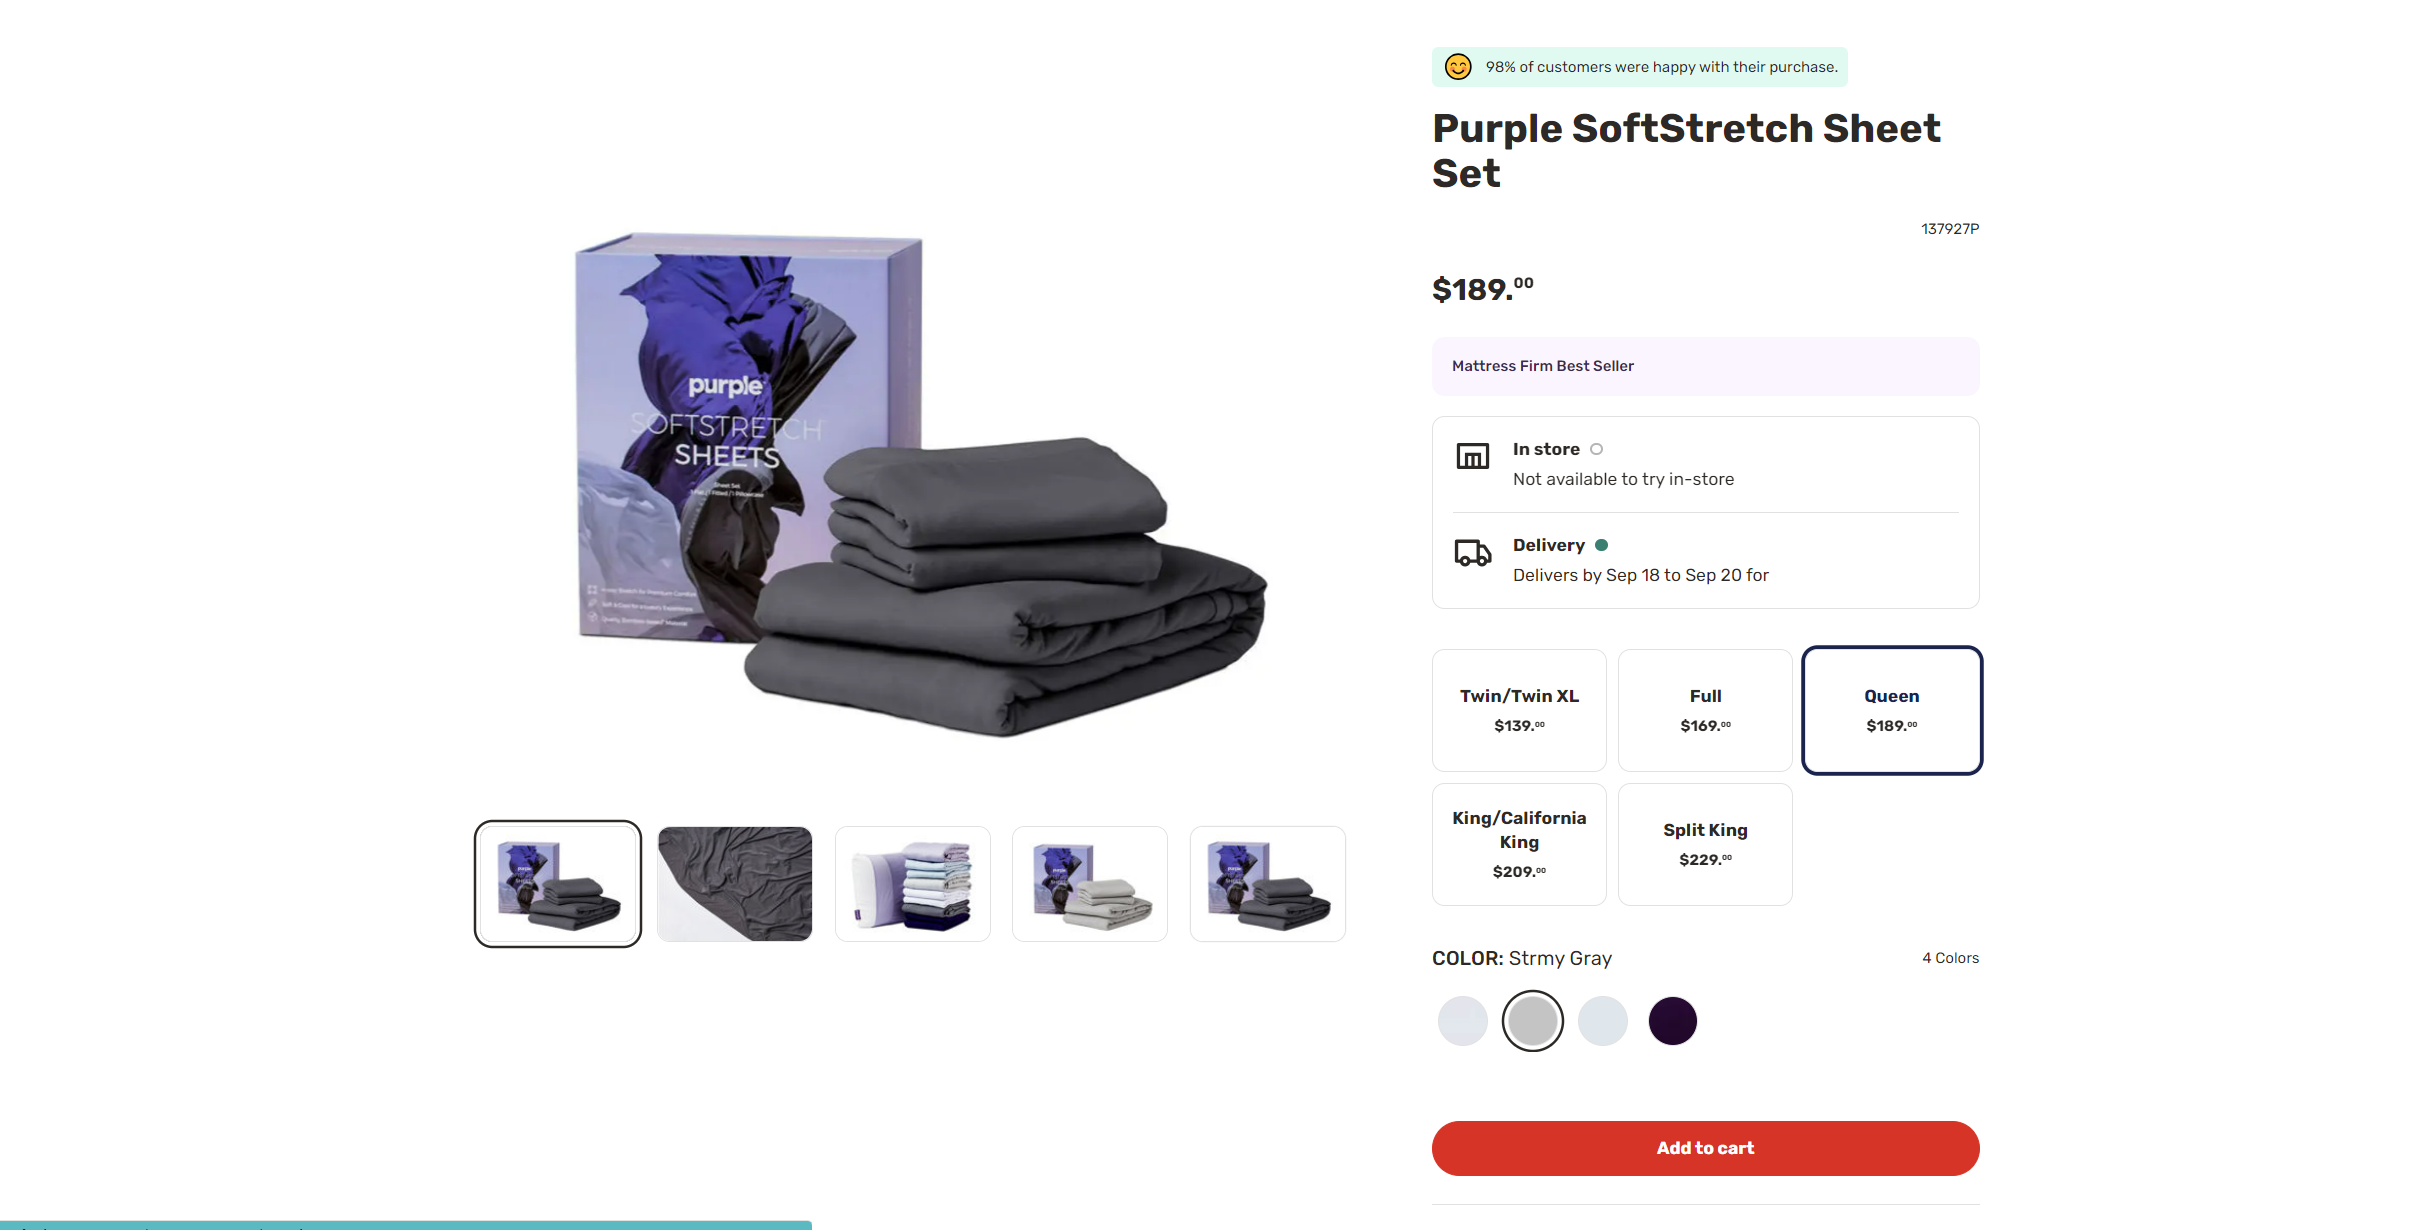 98% of customers were happy with their purchase.
Purple SoftStretch Sheet
Set
137927P
$189.00
Mattress Firm Best Seller
In store
Not available to try in-store
Delivery
Delivers by Sep 18 to Sep 20 for
Twin/Twin XL
$139.00
Full
$169.00
Queen
$189.00
King/California
King
$209.00
Split King
$229.00
COLOR: Strmy Gray
4 Colors
Add to cart
purple
SOFTSTRETCH
SHEETS
Sheet Set